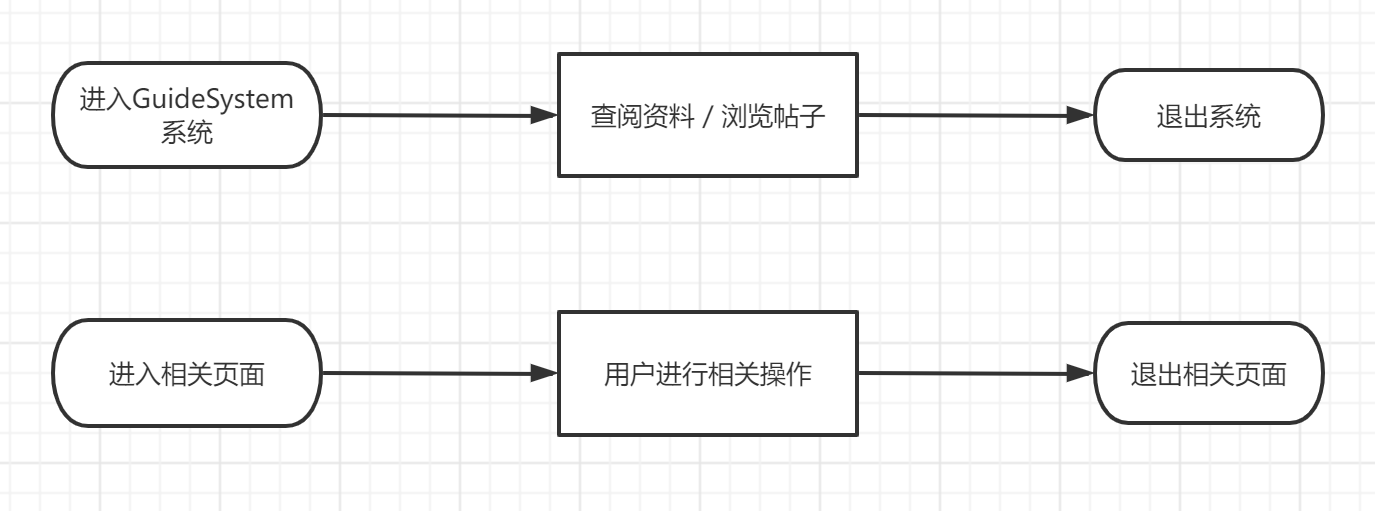 进入GuideSystem
系统
查阅资料 / 浏览帖子
退出系统
进入相关页面
用户进行相关操作
退出相关页面